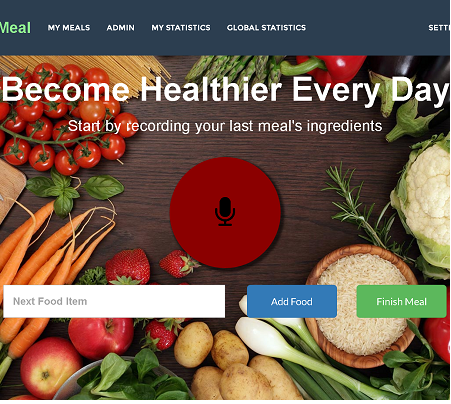 Meal MY MEALS ADMIN MY STATISTICS GLOBAL STATISTICS SETT
Become Healthier Every Day
Start by recording your last meal's ingredients
Next Food Item Add Food Finish Meal